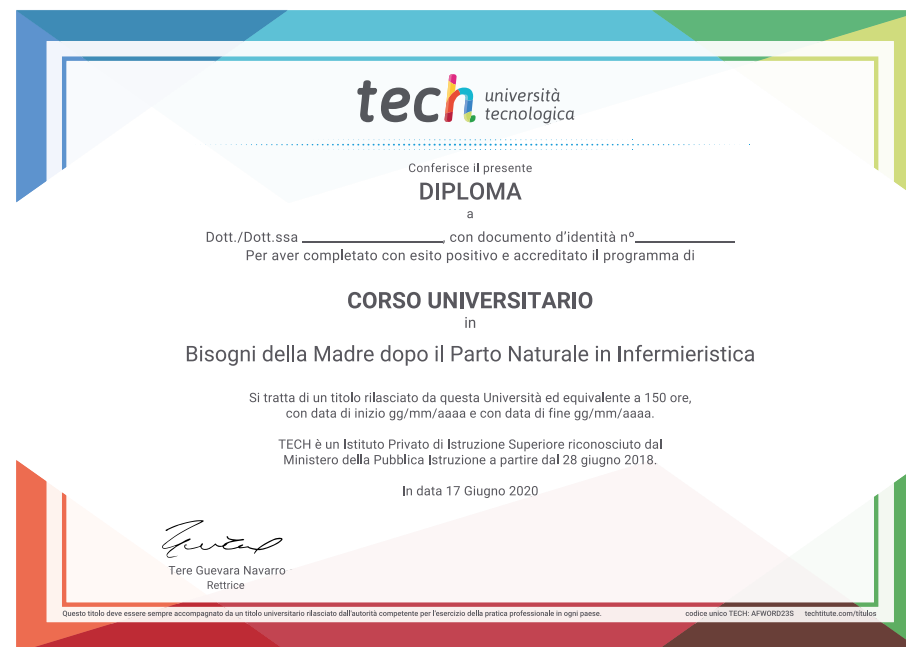 tech università
tecnologica
Conferisce il presente
DIPLOMA
a
Dott./Dott.ssa ____________________, con documento d'identità nº______________
Per aver completato con esito positivo e accreditato il programma di
CORSO UNIVERSITARIO
in
Bisogni della Madre dopo il Parto Naturale in Infermieristica
Si tratta di un titolo rilasciato da questa Università ed equivalente a 150 ore,
con data di inizio gg/mm/aaaa e con data di fine gg/mm/aaaa.
TECH è un Istituto Privato di Istruzione Superiore riconosciuto dal
Ministero della Pubblica Istruzione a partire dal 28 giugno 2018.
In data 17 Giugno 2020
Tere Guevara Navarro
Rettrice
Questo titolo deve essere sempre accompagnato da un titolo universitario rilasciato dall'autorità competente per l'esercizio della pratica professionale in ogni paese. codice unico TECH: AFWORD23S techtitute.com/titulos